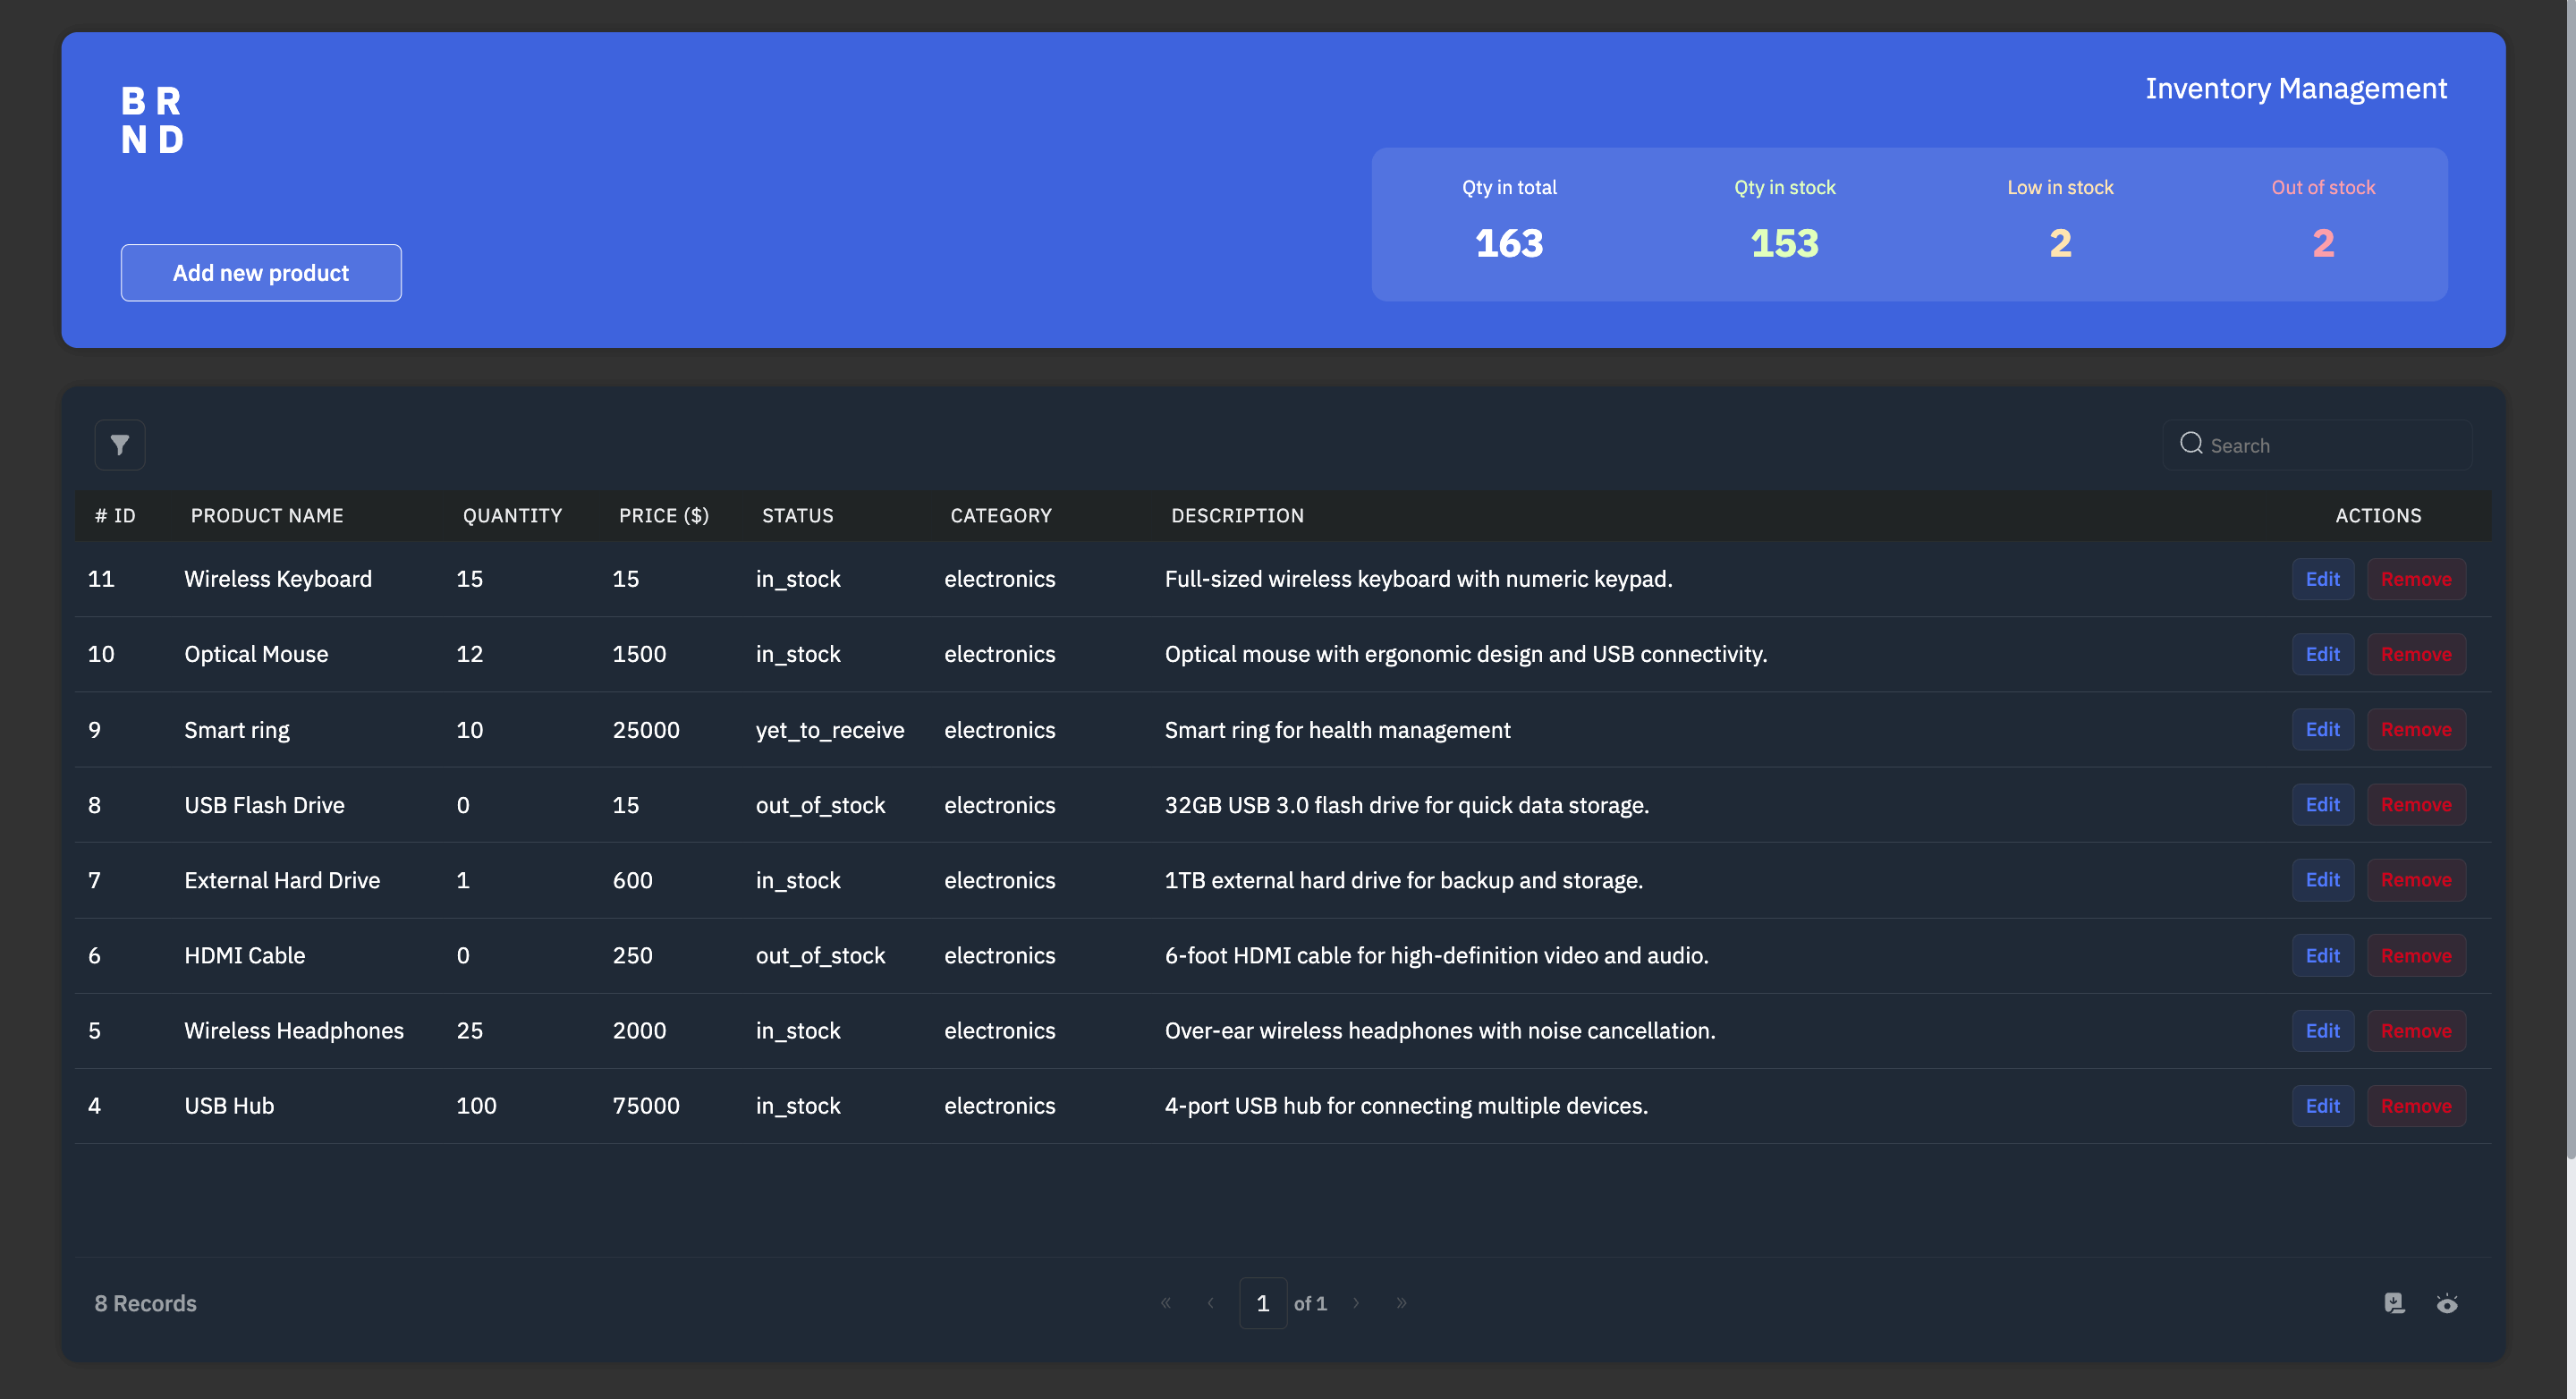 B R
N D
Inventory Management
Add new product
Qty in total Qty in stock Low in stock Out of stock
163 153 2 2
Search
# ID PRODUCT NAME QUANTITY PRICE ($) STATUS CATEGORY DESCRIPTION ACTIONS
11 Wireless Keyboard 15 15 in_stock electronics Full-sized wireless keyboard with numeric keypad. Edit Remove
10 Optical Mouse 12 1500 in_stock electronics Optical mouse with ergonomic design and USB connectivity. Edit Remove
9 Smart ring 10 25000 yet_to_receive electronics Smart ring for health management Edit Remove
8 USB Flash Drive 0 15 out_of_stock electronics 32GB USB 3.0 flash drive for quick data storage. Edit Remove
7 External Hard Drive 1 600 in_stock electronics 1TB external hard drive for backup and storage. Edit Remove
6 HDMI Cable 0 250 out_of_stock electronics 6-foot HDMI cable for high-definition video and audio. Edit Remove
5 Wireless Headphones 25 2000 in_stock electronics Over-ear wireless headphones with noise cancellation. Edit Remove
4 USB Hub 100 75000 in_stock electronics 4-port USB hub for connecting multiple devices. Edit Remove
8 Records « ‹ 1 of 1 › »